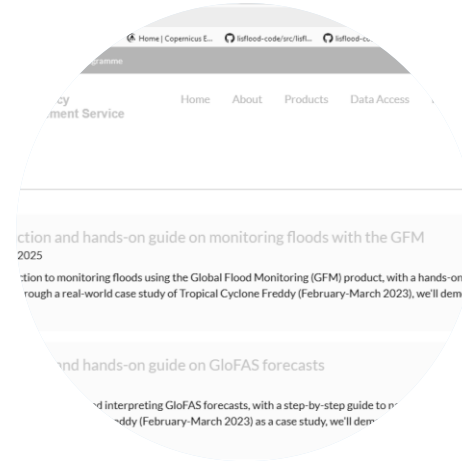 Home | Copernicus E... lisflood-code/src/lisfl... lisflood-cu
gramme
cy
ment Service
Home About Products Data Access
ction and hands-on guide on monitoring floods with the GFM
2025
ction to monitoring floods using the Global Flood Monitoring (GFM) product, with a hands-on
rough a real-world case study of Tropical Cyclone Freddy (February-March 2023), we'll dem
and hands-on guide on GloFAS forecasts
d interpreting GloFAS forecasts, with a step-by-step guide to
ddy (February-March 2023) as a case study, we'll dem